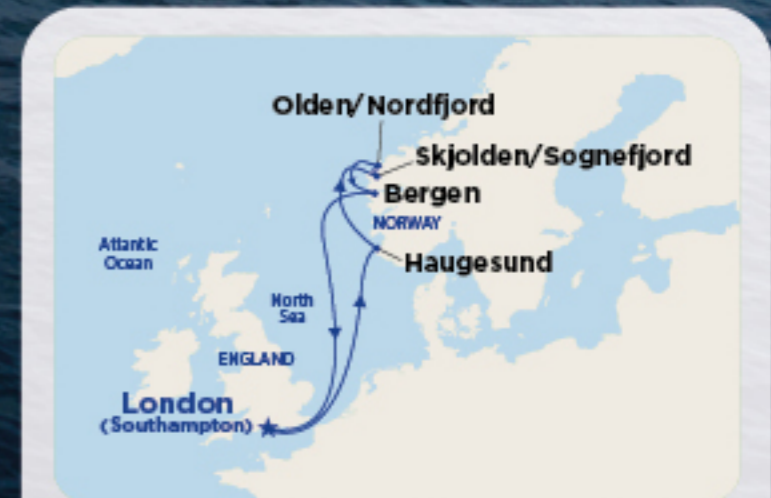 Olden/Nordfjord
Skjolden/Sognefjord
Bergen
NORWAY
Haugesund
Atlantic
Ocean
North
Sea
ENGLAND
London
(Southampton)